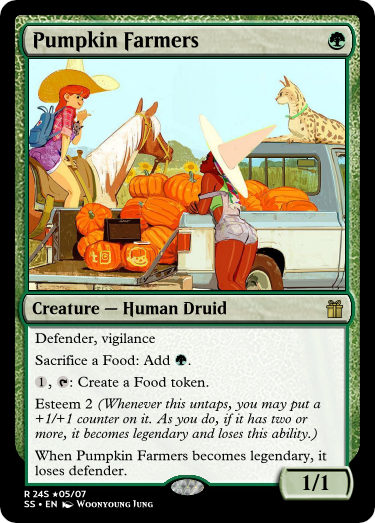 Pumpkin Farmers
Creature — Human Druid
Defender, vigilance
Sacrifice a Food: Add .
1, : Create a Food token.
Esteem 2 (Whenever this untaps, you may put a
+1/+1 counter on it. As you do, if it has two or
more, it becomes legendary and loses this ability.)
When Pumpkin Farmers becomes legendary, it
loses defender.
1/1
R 24S ★05/07
SS • EN Woonyoung Jung